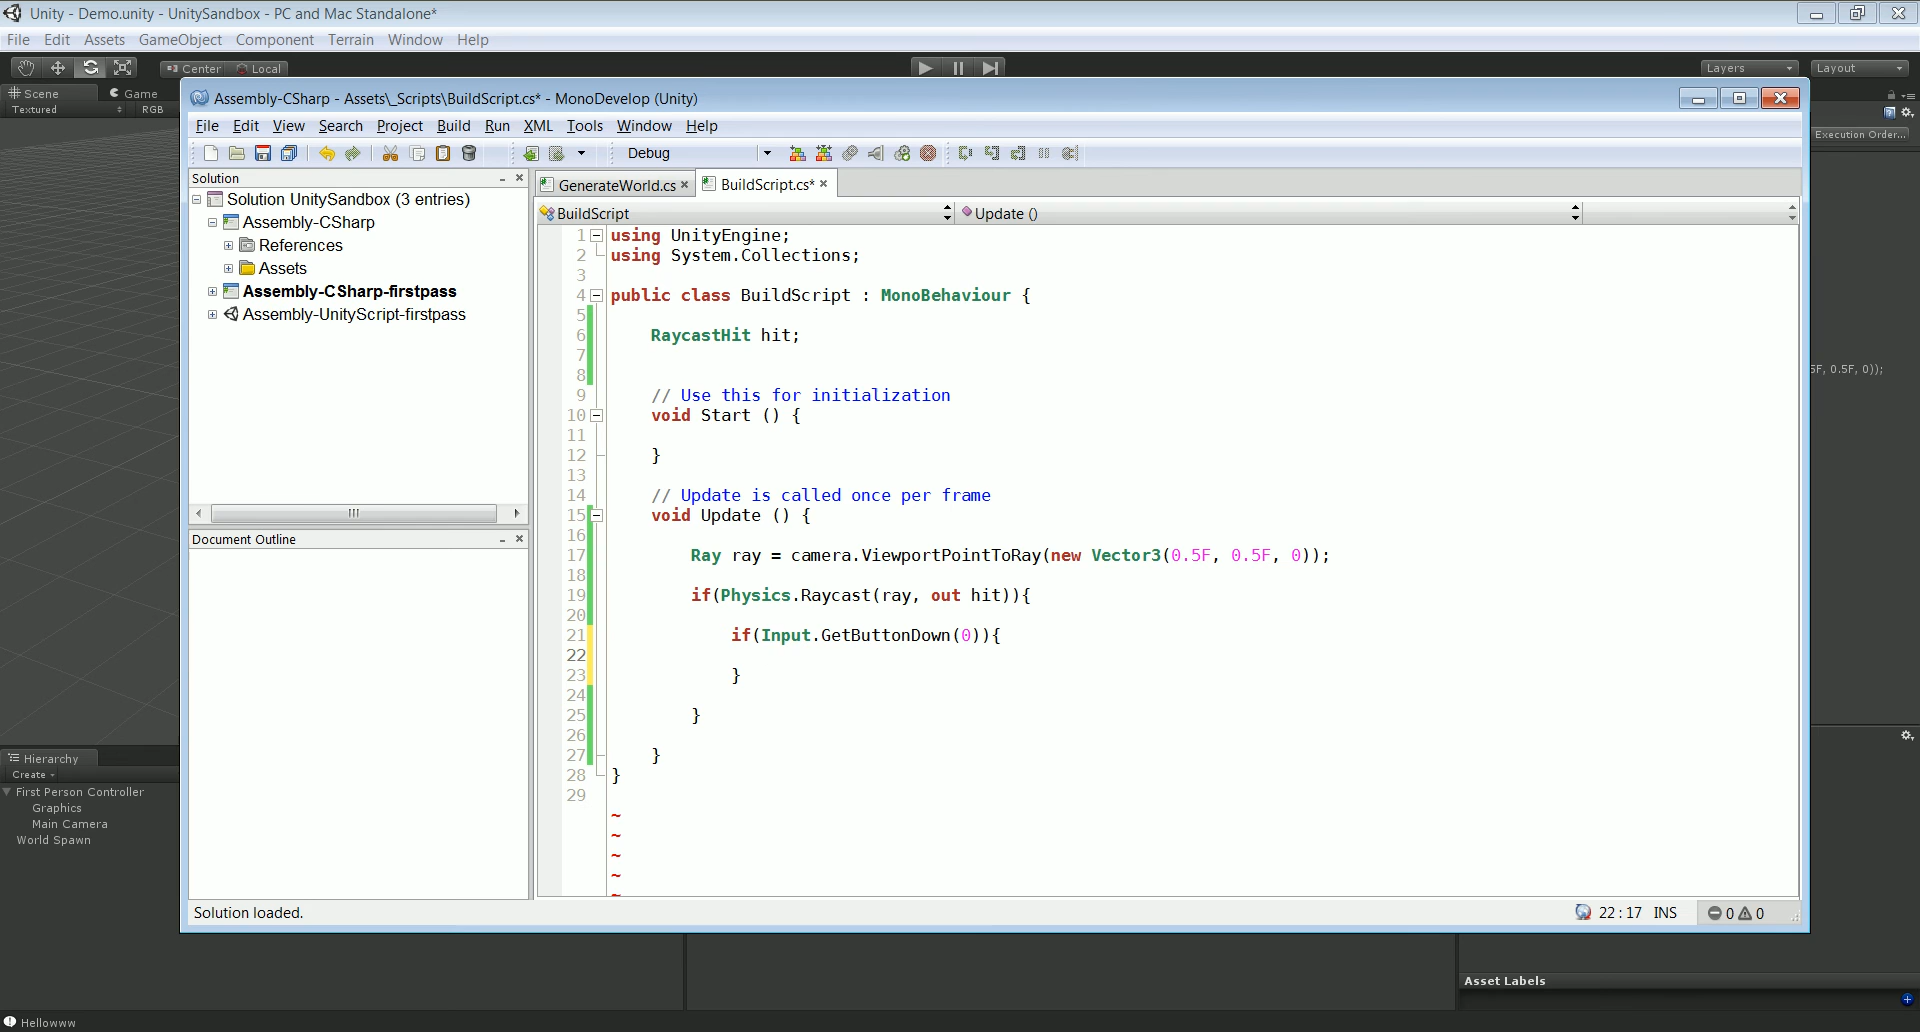 Unity - Demo.unity - UnitySandbox - PC and Mac Standalone*
File Edit Assets GameObject Component Terrain Window Help
Center Local Layers Layout
Scene Game
Textured RGB
Assembly-CSharp - Assets\_Scripts\BuildScript.cs* - MonoDevelop (Unity)
File Edit View Search Project Build Run XML Tools Window Help
Execution Order...
Debug
Solution
Solution UnitySandbox (3 entries)
Assembly-CSharp
References
Assets
Assembly-CSharp-firstpass
Assembly-UnityScript-firstpass
Document Outline
GenerateWorld.cs BuildScript.cs*
BuildScript Update ()
1 using UnityEngine;
2 using System.Collections;
3
4 public class BuildScript : MonoBehaviour {
5
6 RaycastHit hit;
7
8
9 // Use this for initialization
10 void Start () {
11
12 }
13
14 // Update is called once per frame
15 void Update () {
16
17 Ray ray = camera.ViewportPointToRay(new Vector3(0.5F, 0.5F, 0));
18
19 if(Physics.Raycast(ray, out hit)){
20
21 if(Input.GetButtonDown(0)){
22
23 }
24
25 }
26
27 }
28 }
29
~
~
~
~
~
5F, 0.5F, 0));
Solution loaded. 22 : 17 INS 0 0
Hierarchy
Create
First Person Controller
Graphics
Main Camera
World Spawn
Asset Labels
Hellowww